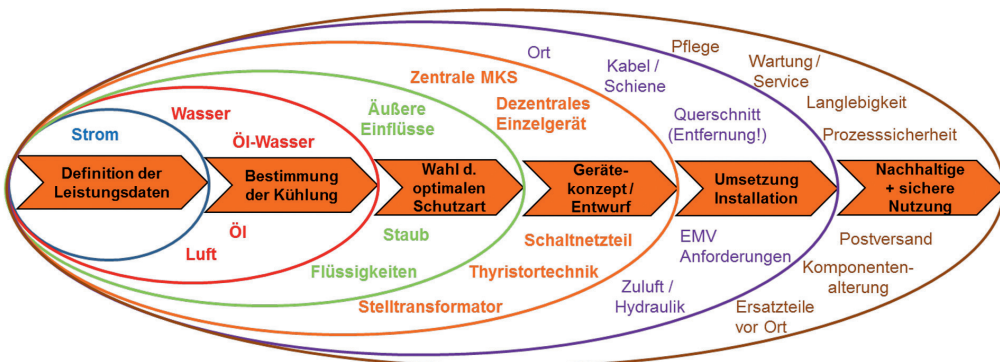 Strom
Definition der
Leistungsdaten
Wasser
Öl-Wasser
Bestimmung
der Kühlung
Öl
Luft
Äußere
Einflüsse
Wahl d.
optimalen
Schutzart
Staub
Flüssigkeiten
Zentrale MKS
Dezentrales
Einzelgerät
Geräte-
konzept /
Entwurf
Schaltnetzteil
Thyristortechnik
Stelltransformator
Ort
Kabel /
Schiene
Querschnitt
(Entfernung!)
Umsetzung
Installation
EMV
Anforderungen
Zuluft /
Hydraulik
Pflege
Wartung /
Service
Langlebigkeit
Prozesssicherheit
Nachhaltige
+ sichere
Nutzung
Postversand
Komponenten-
alterung
Ersatzteile
vor Ort